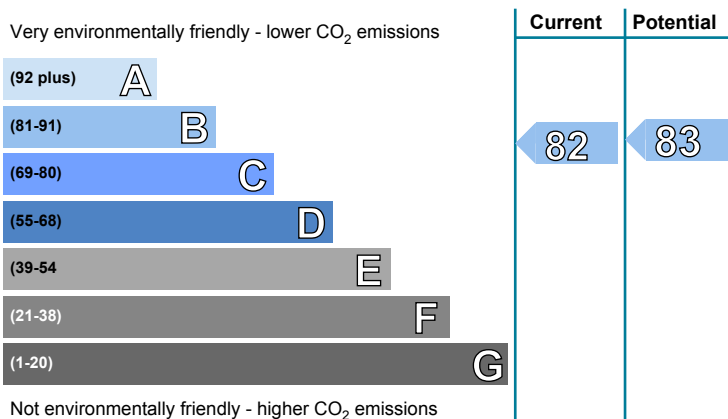 Current Potential
Very environmentally friendly - lower CO2 emissions
(92 plus) A
(81-91) B
82 83
(69-80) C
(55-68) D
(39-54 E
(21-38) F
(1-20) G
Not environmentally friendly - higher CO2 emissions